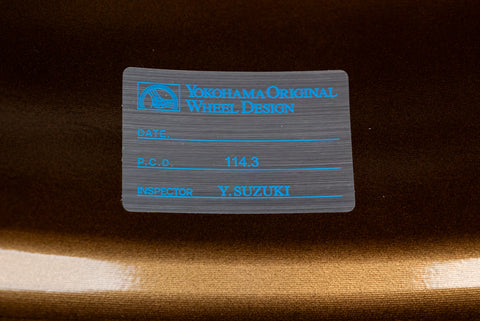 YOKOHAMA ORIGINAL
WHEEL DESIGN
DATE.
P.C.D. 114.3
INSPECTOR Y. SUZUKI